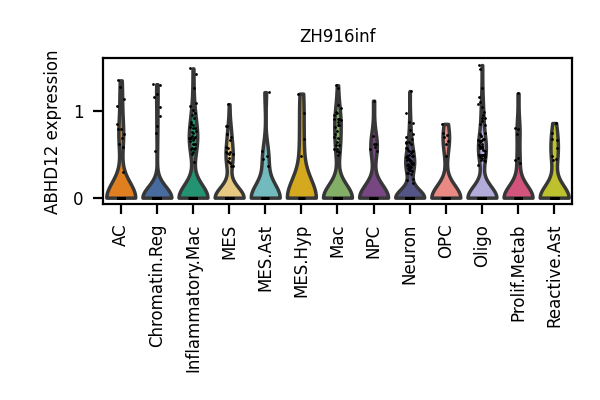 ZH916inf
ABHD12 expression
1
0
AC
Chromatin.Reg
Inflammatory.Mac
MES
MES.Ast
MES.Hyp
Mac
NPC
Neuron
OPC
Oligo
Prolif.Metab
Reactive.Ast